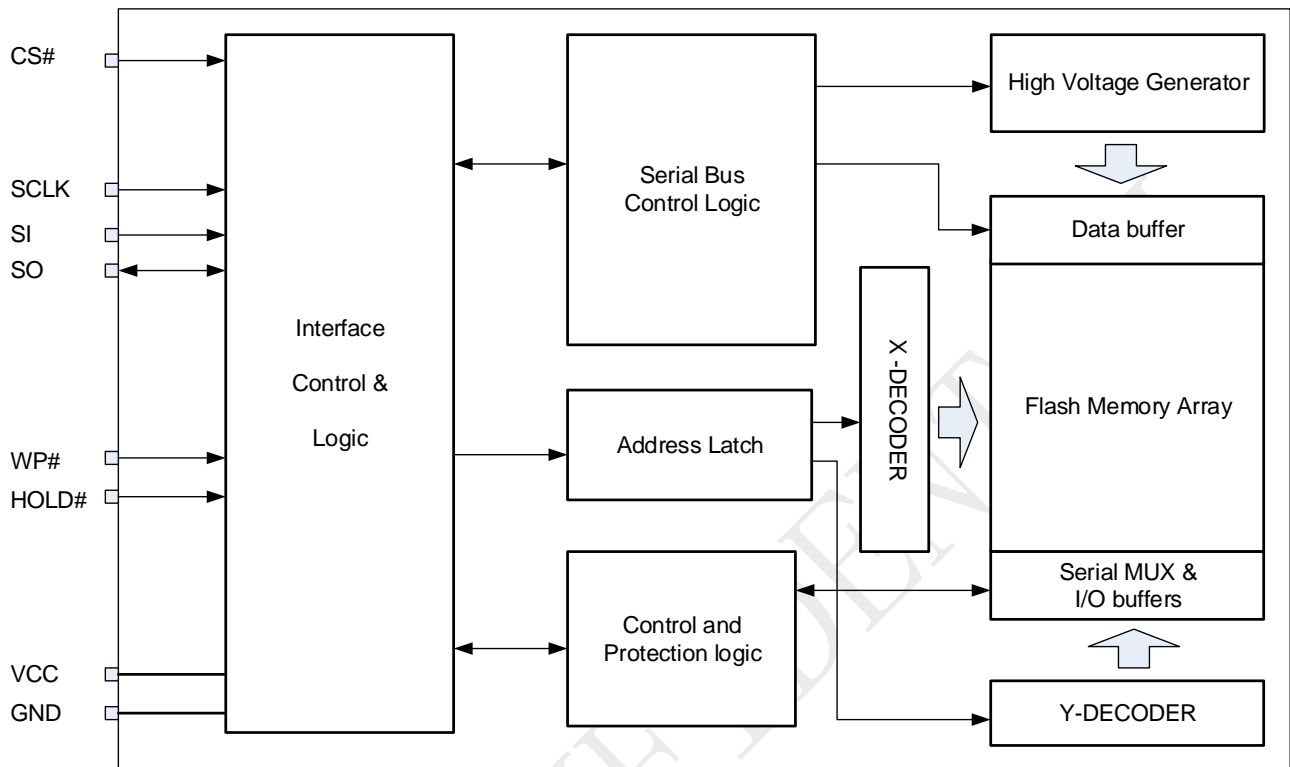 CS#
SCLK
SI
SO
WP#
HOLD#
VCC
GND
Interface
Control &
Logic
Serial Bus
Control Logic
Address Latch
Control and
Protection logic
X-DECODER
High Voltage Generator
Data buffer
Flash Memory Array
Serial MUX &
I/O buffers
Y-DECODER